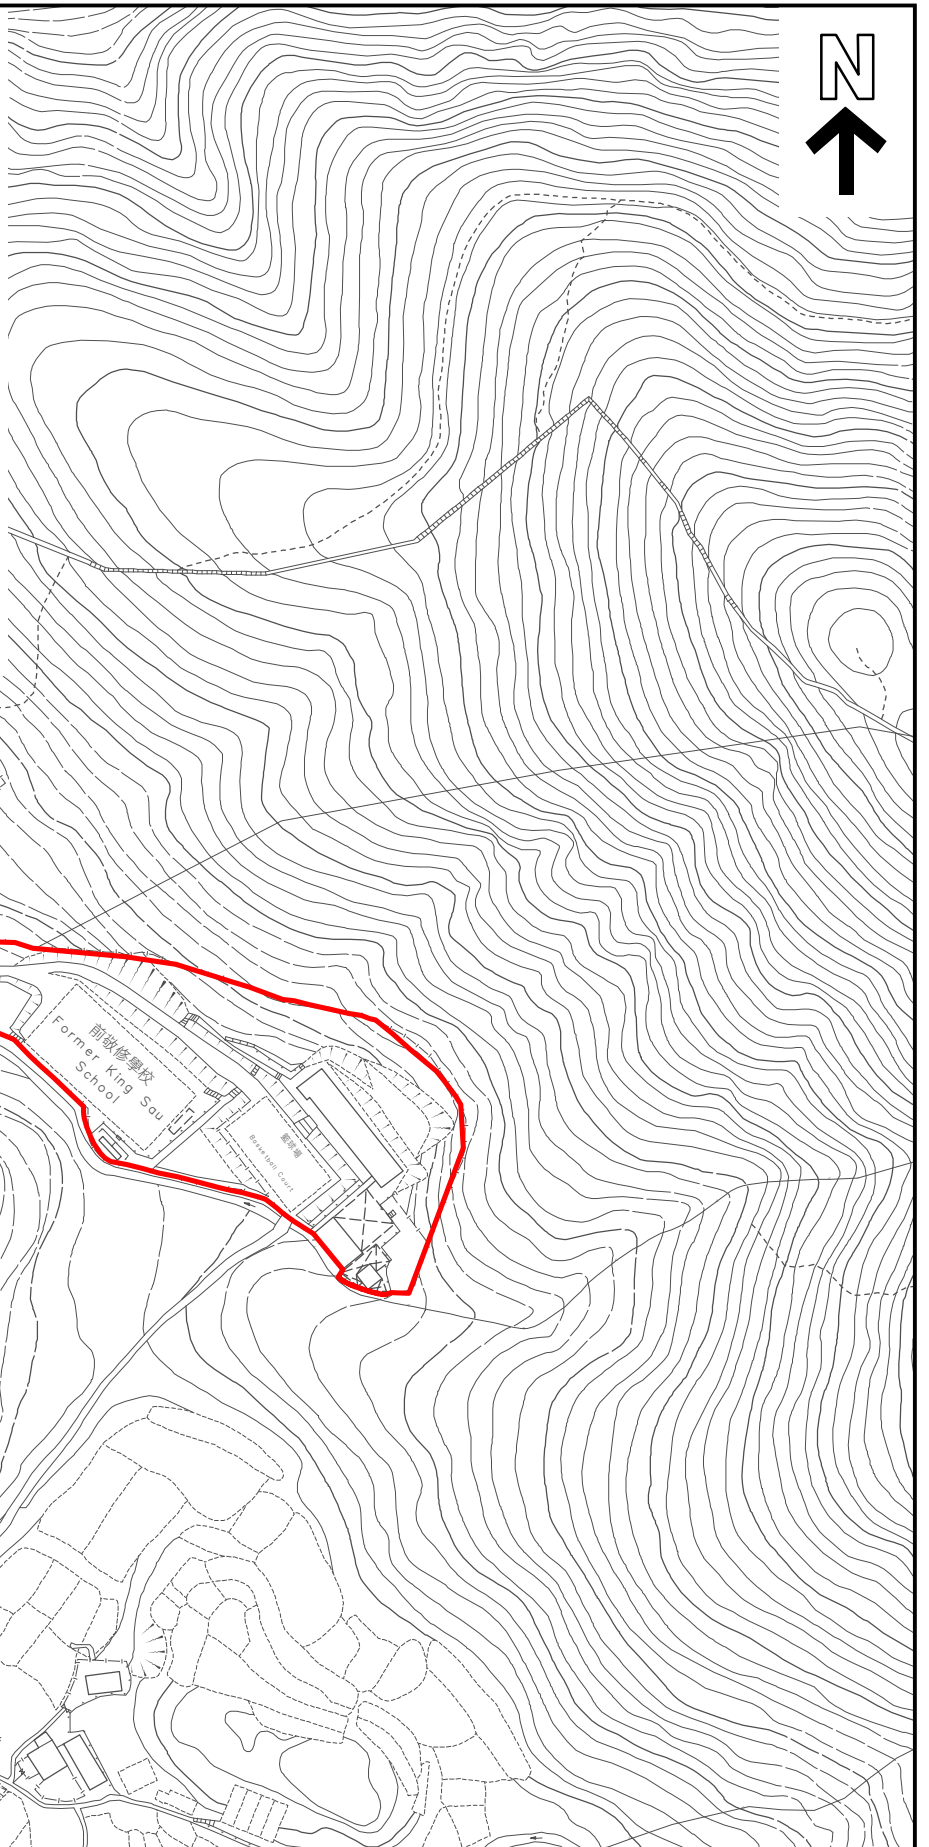 N
前敬修學校
Former King Sau
School
籃球場
Basketball Court